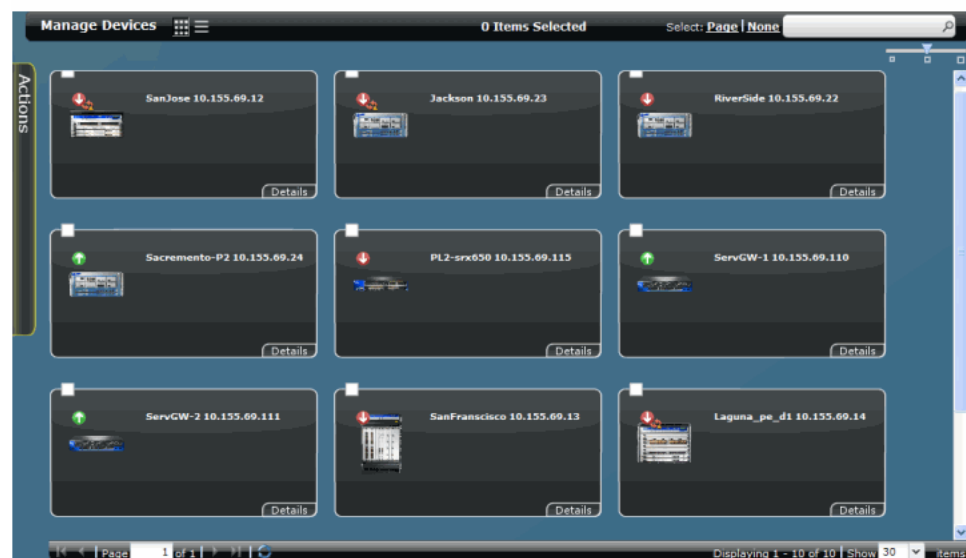 Manage Devices 0 Items Selected Select: Page | None
Actions
SanJose 10.155.69.12
Details
Jackson 10.155.69.23
Details
RiverSide 10.155.69.22
Details
Sacremento-P2 10.155.69.24
Details
PL2-srx650 10.155.69.115
Details
ServGW-1 10.155.69.110
Details
ServGW-2 10.155.69.111
Details
SanFranscisco 10.155.69.13
Details
Laguna_pe_d1 10.155.69.14
Details
Page 1 of 1 | Displaying 1 - 10 of 10 | Show 30 items